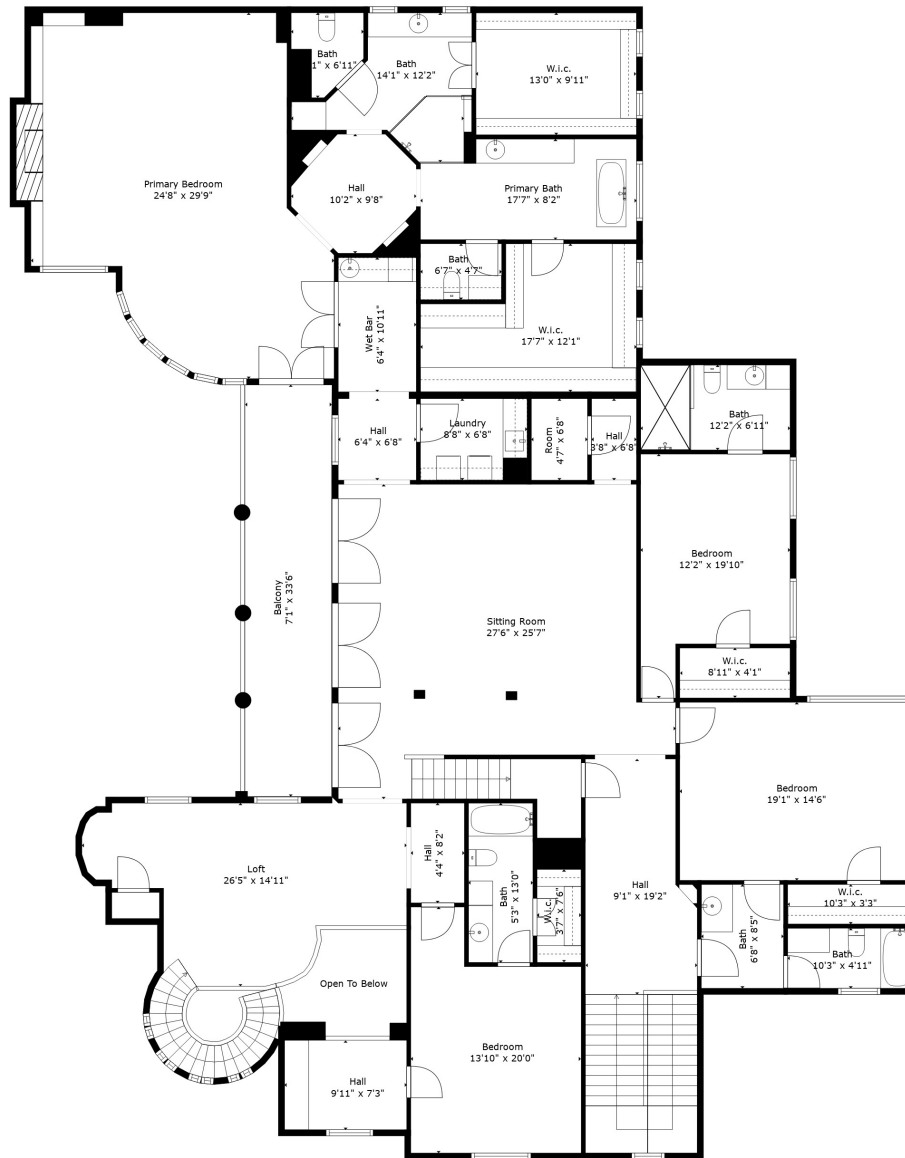 Bath
1" x 6'11"
Bath
14'1" x 12'2"
W.i.c.
13'0" x 9'11"
Primary Bedroom
24'8" x 29'9"
Hall
10'2" x 9'8"
Primary Bath
17'7" x 8'2"
Bath
6'7" x 4'7"
Wet Bar
6'4" x 10'11"
W.i.c.
17'7" x 12'1"
Hall
6'4" x 6'8"
Laundry
8'8" x 6'8"
Room
4'7" x 6'8"
Hall
3'8" x 6'8"
Bath
12'2" x 6'11"
Bedroom
12'2" x 19'10"
Balcony
7'1" x 33'6"
Sitting Room
27'6" x 25'7"
W.i.c.
8'11" x 4'1"
Bedroom
19'1" x 14'6"
Loft
26'5" x 14'11"
Hall
4'4" x 8'2"
Bath
5'3" x 13'0"
W.i.c.
3'7" x 7'6"
Hall
9'1" x 19'2"
W.i.c.
10'3" x 3'3"
Bath
6'8" x 8'5"
Bath
10'3" x 4'11"
Open To Below
Bedroom
13'10" x 20'0"
Hall
9'11" x 7'3"